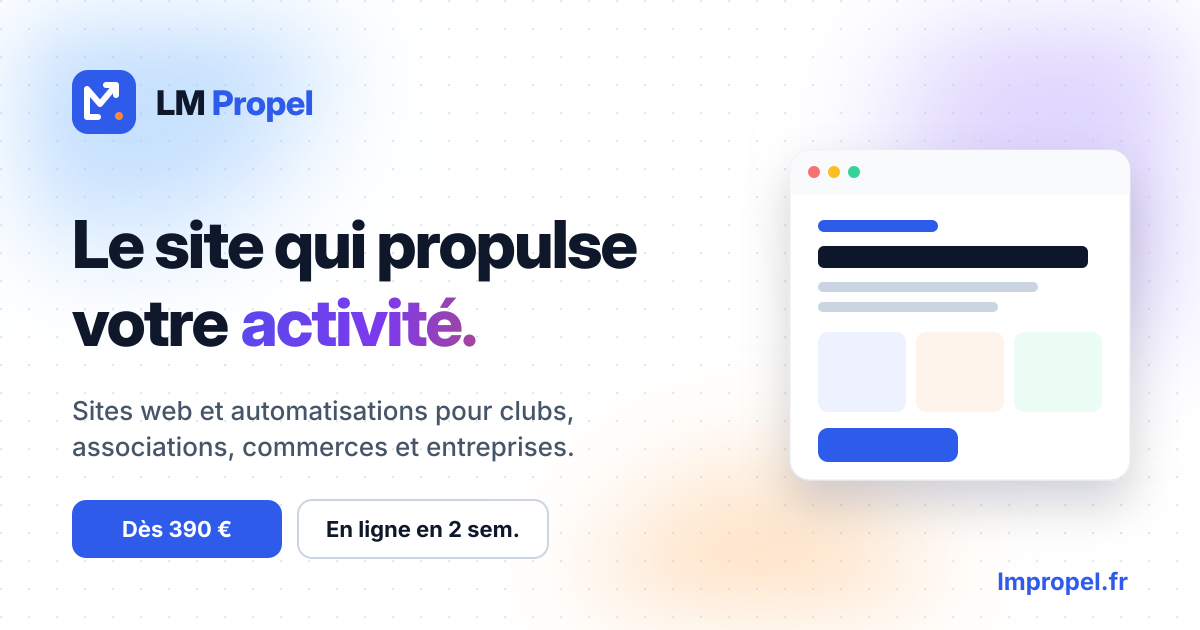 LM Propel
Le site qui propulse
votre activité.
Sites web et automatisations pour clubs,
associations, commerces et entreprises.
Dès 390 €
En ligne en 2 sem.
lmpropel.fr